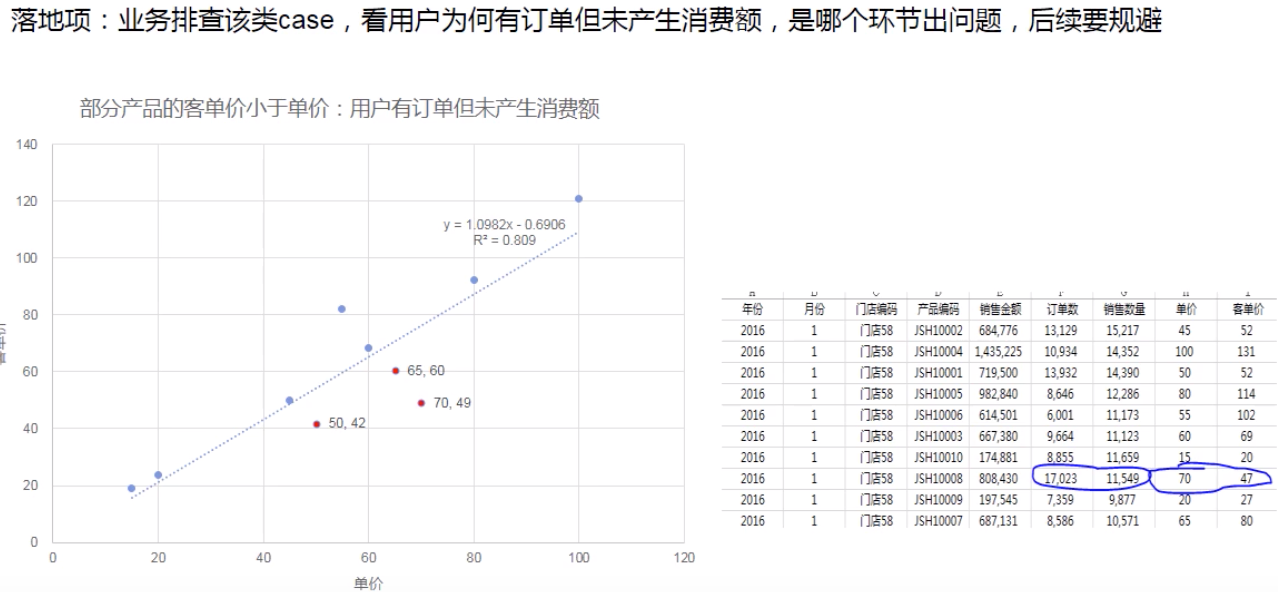 落地项：业务排查该类case，看用户为何有订单但未产生消费额，是哪个环节出问题，后续要规避
部分产品的客单价小于单价：用户有订单但未产生消费额
140
120
100
80
60
40
20
0
y = 1.0982x - 0.6906
R² = 0.809
65, 60
70, 49
50, 42
0 20 40 60 80 100 120
单价
年份 月份 门店编码 产品编码 销售金额 订单数 销售数量 单价 客单价
2016 1 门店58 JSH10002 684,776 13,129 15,217 45 52
2016 1 门店58 JSH10004 1,435,225 10,934 14,352 100 131
2016 1 门店58 JSH10001 719,500 13,932 14,390 50 52
2016 1 门店58 JSH10005 982,840 8,646 12,286 80 114
2016 1 门店58 JSH10006 614,501 6,001 11,173 55 102
2016 1 门店58 JSH10003 667,380 9,664 11,123 60 69
2016 1 门店58 JSH10010 174,881 8,855 11,659 15 20
2016 1 门店58 JSH10008 808,430 17,023 11,549 70 47
2016 1 门店58 JSH10009 197,545 7,359 9,877 20 27
2016 1 门店58 JSH10007 687,131 8,586 10,571 65 80